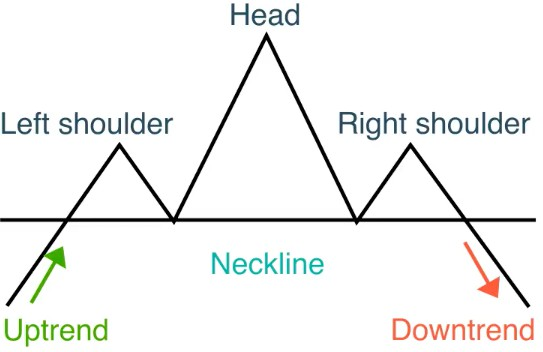 Head
Left shoulder
Right shoulder
Neckline
Uptrend
Downtrend